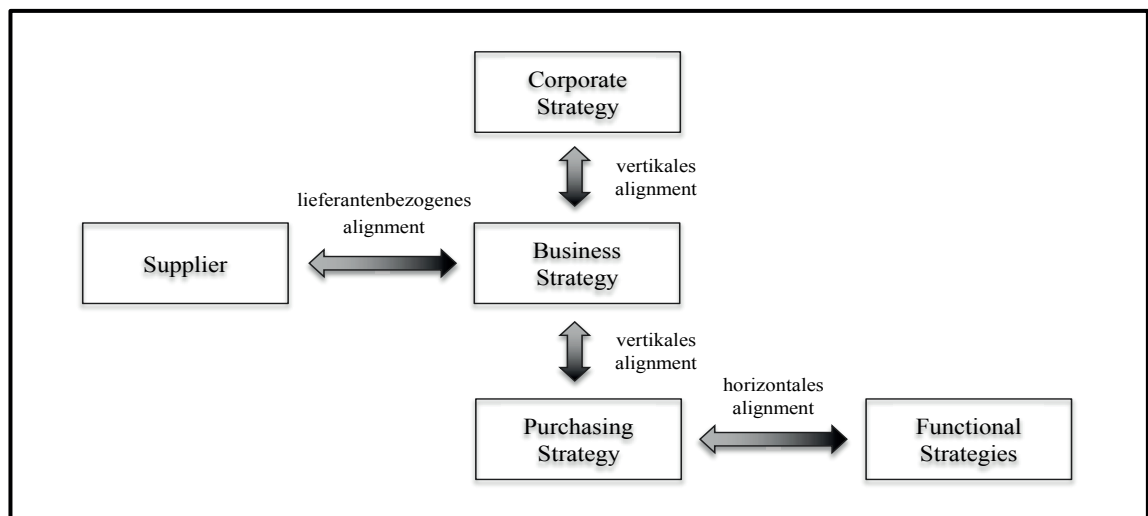 Corporate
Strategy
vertikales
alignment
lieferantenbezogenes
alignment
Supplier
Business
Strategy
vertikales
alignment
horizontales
alignment
Purchasing
Strategy
Functional
Strategies